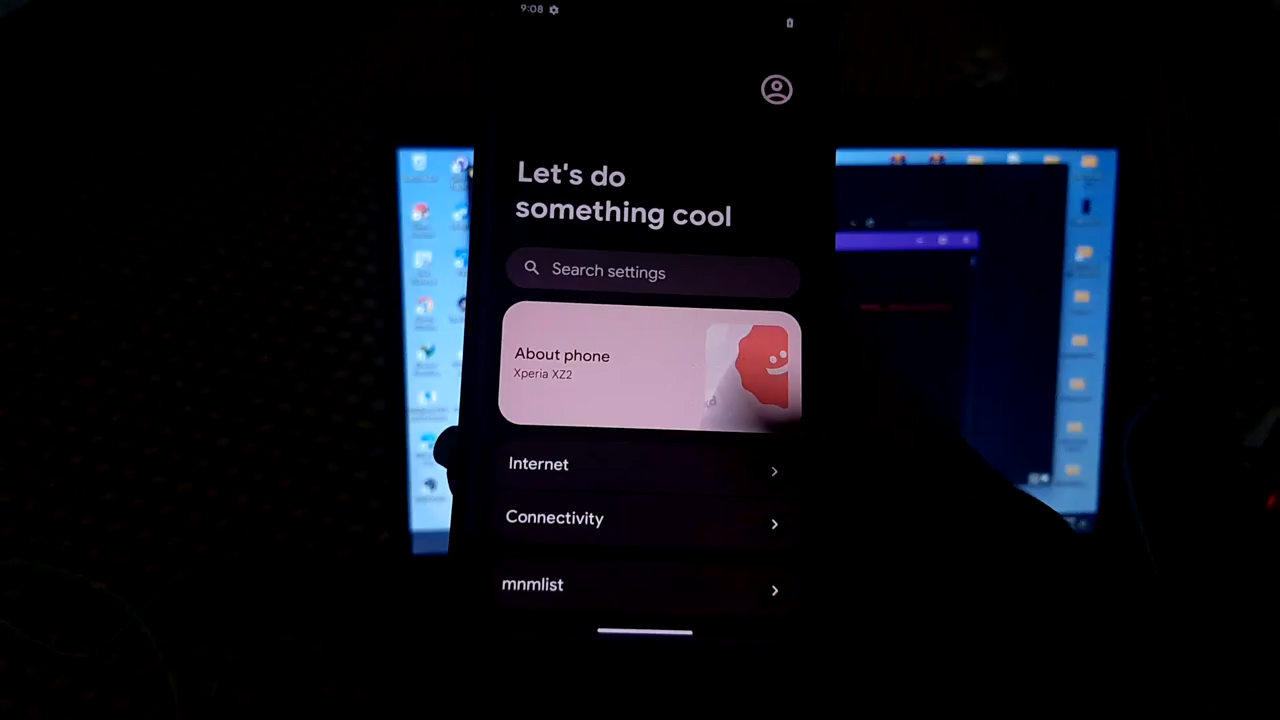 9:08
Let's do
something cool
Search settings
About phone
Xperia XZ2
Internet
Connectivity
mnmlist